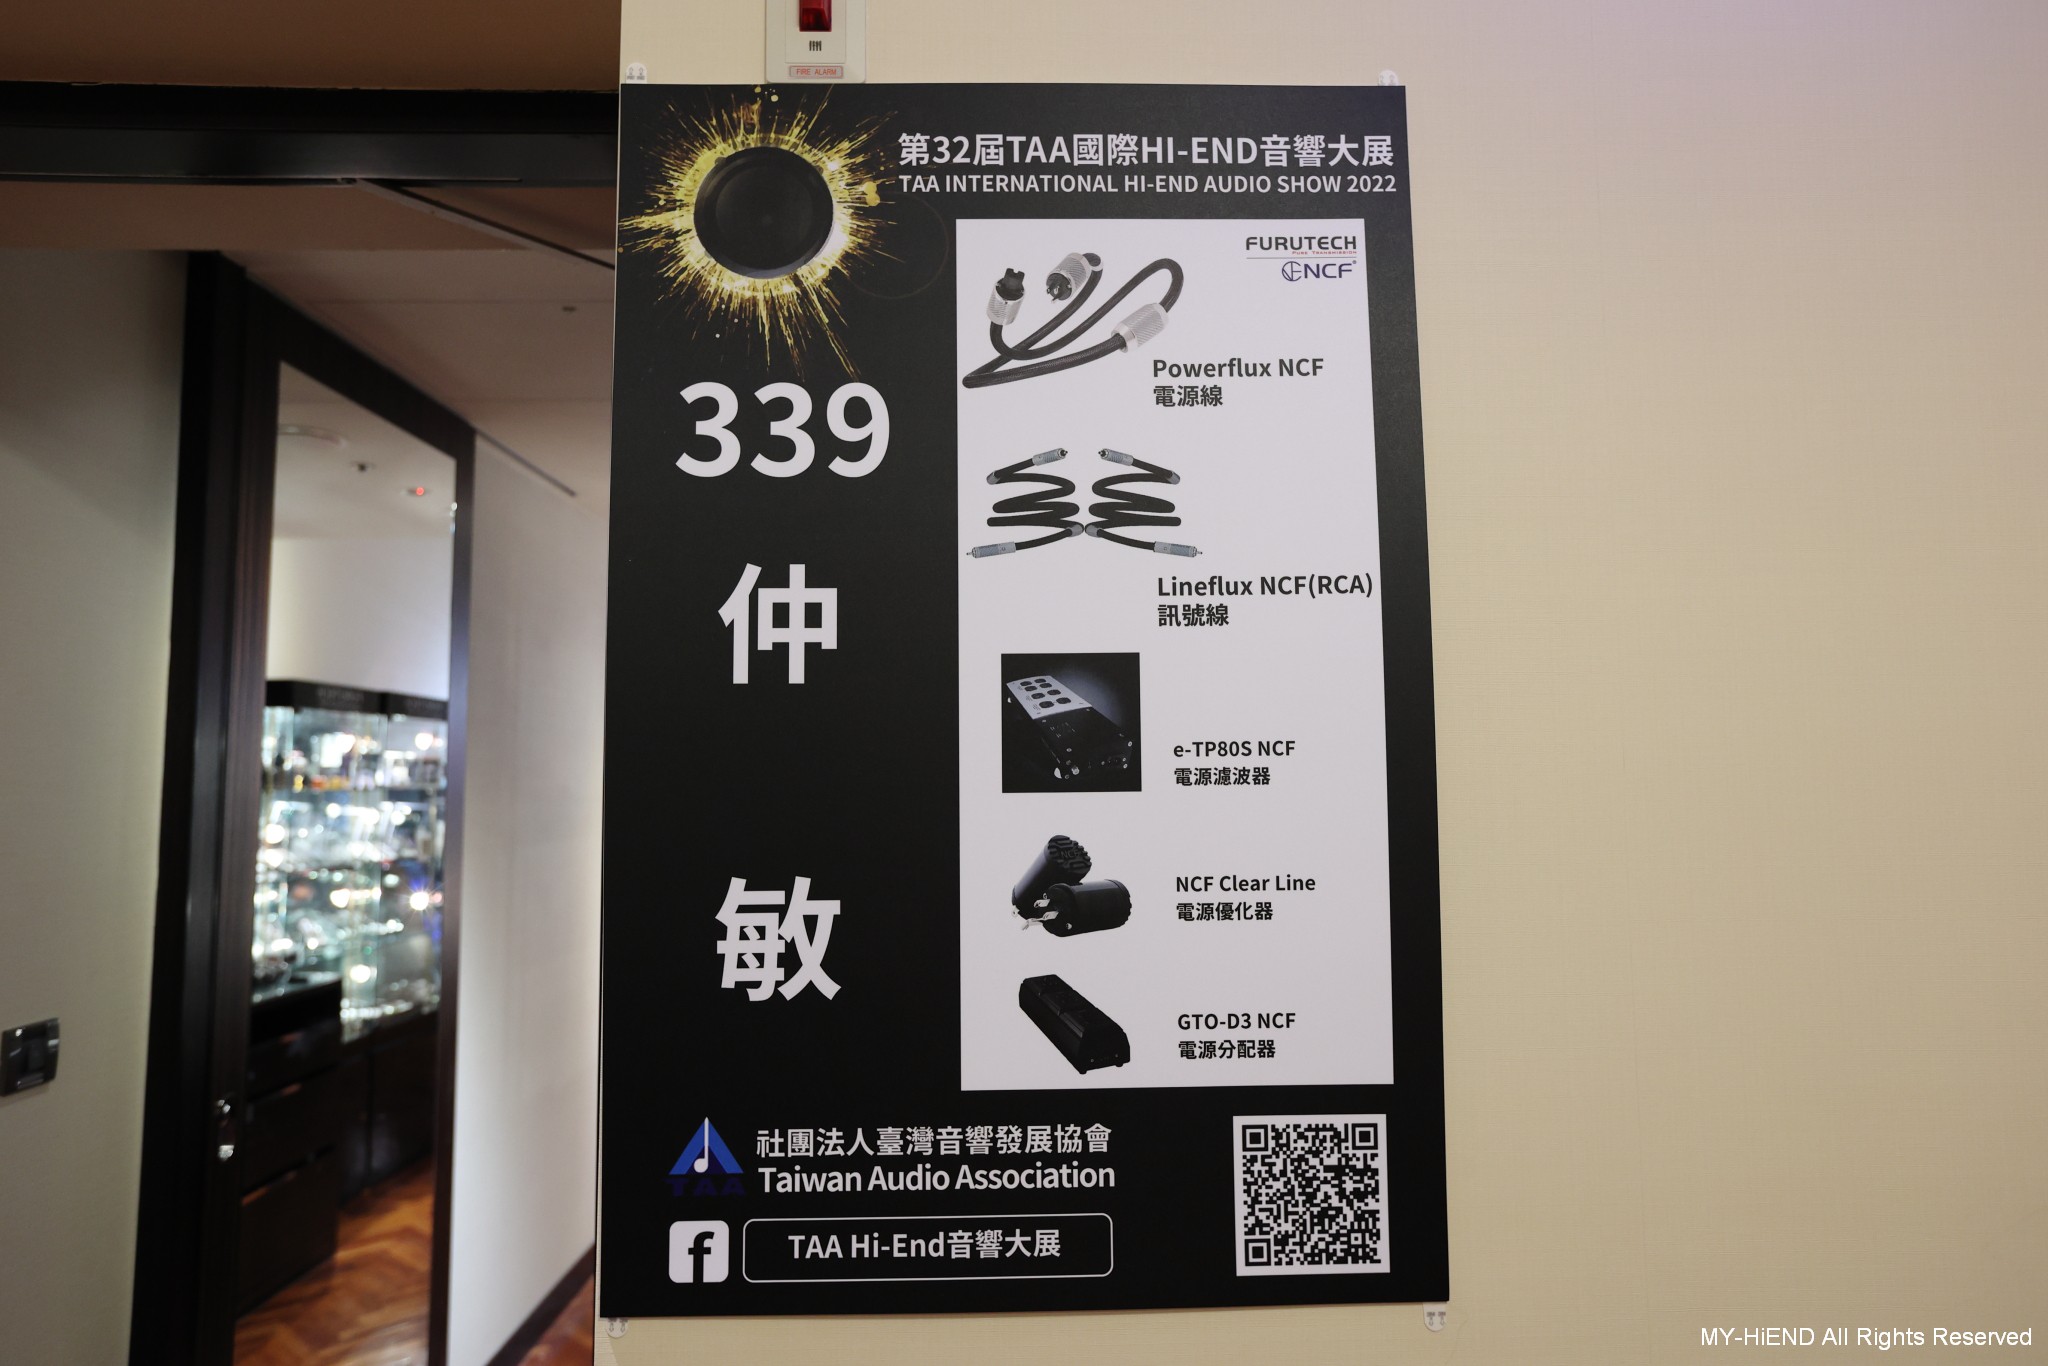 FIRE ALARM
第32屆TAA國際HI-END音響大展
TAA INTERNATIONAL HI-END AUDIO SHOW 2022
339
仲
敏
FURUTECH
PURE TRANSMISSION
NCF®
Powerflux NCF
電源線
Lineflux NCF(RCA)
訊號線
e-TP80S NCF
電源濾波器
NCF Clear Line
電源優化器
GTO-D3 NCF
電源分配器
TAA
社團法人臺灣音響發展協會
Taiwan Audio Association
f
TAA Hi-End音響大展
MY-HiEND All Rights Reserved